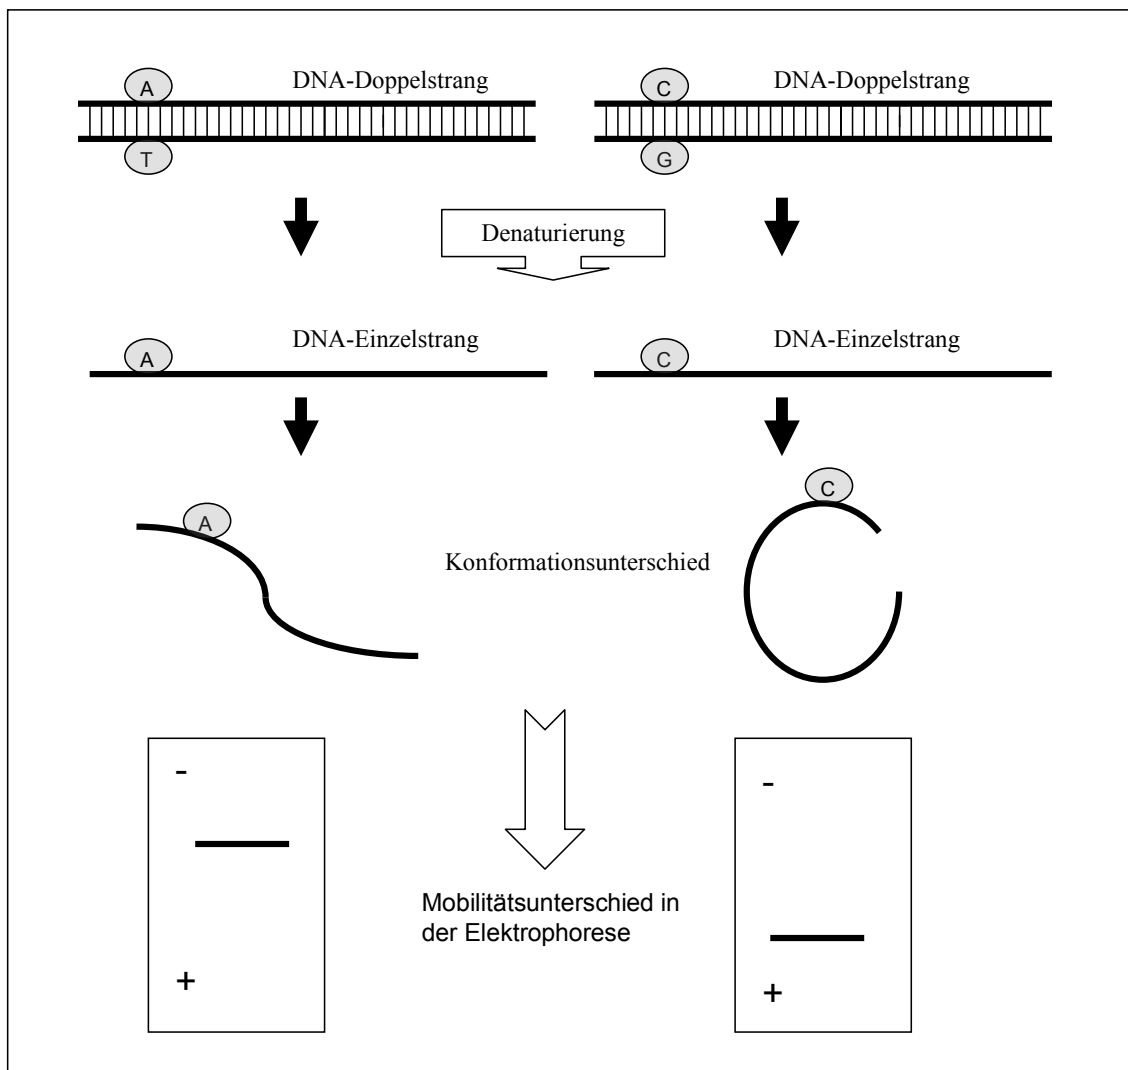 A
DNA-Doppelstrang
T
C
DNA-Doppelstrang
G
Denaturierung
A
DNA-Einzelstrang
C
DNA-Einzelstrang
A
C
Konformationsunterschied
-
+
Mobilitätsunterschied in
der Elektrophorese
-
+